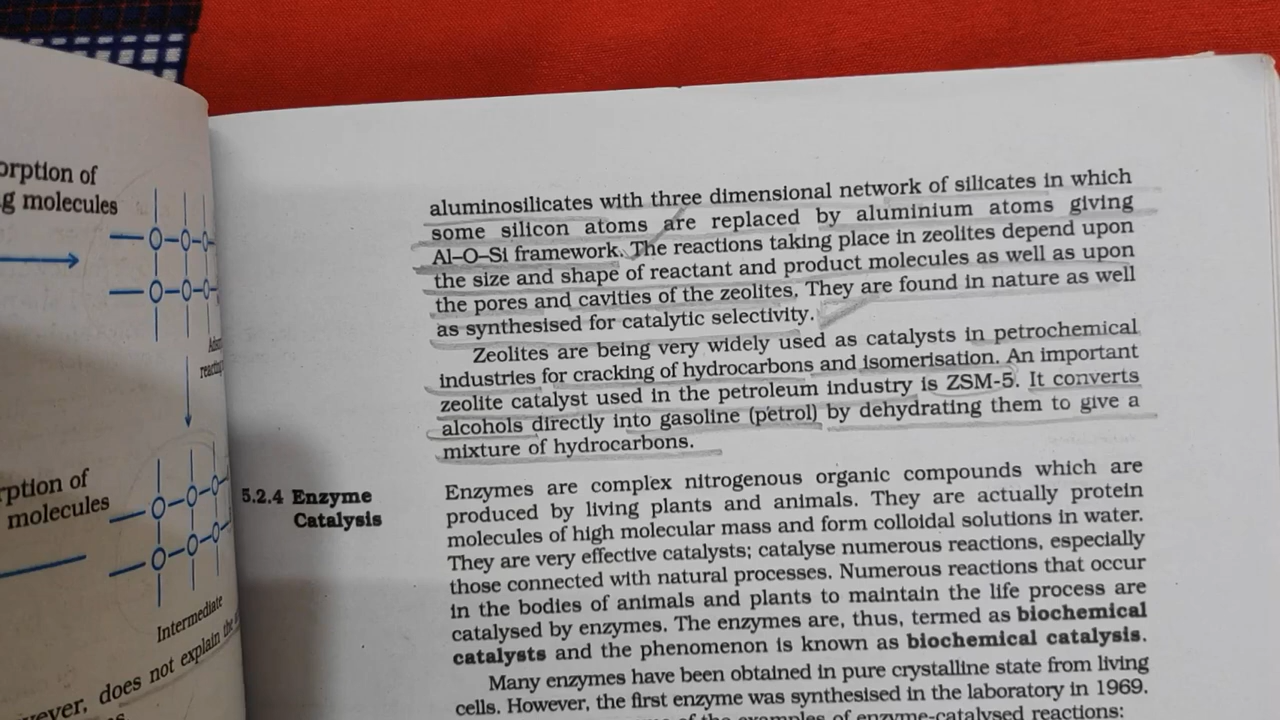 orption of
g molecules
reacting
rption of
molecules
Intermediate
ever, does not explain the
aluminosilicates with three dimensional network of silicates in which
some silicon atoms are replaced by aluminium atoms giving
Al–O–Si framework. The reactions taking place in zeolites depend upon
the size and shape of reactant and product molecules as well as upon
the pores and cavities of the zeolites. They are found in nature as well
as synthesised for catalytic selectivity.
Zeolites are being very widely used as catalysts in petrochemical
industries for cracking of hydrocarbons and isomerisation. An important
zeolite catalyst used in the petroleum industry is ZSM-5. It converts
alcohols directly into gasoline (petrol) by dehydrating them to give a
mixture of hydrocarbons.
5.2.4 Enzyme
Catalysis
Enzymes are complex nitrogenous organic compounds which are
produced by living plants and animals. They are actually protein
molecules of high molecular mass and form colloidal solutions in water.
They are very effective catalysts; catalyse numerous reactions, especially
those connected with natural processes. Numerous reactions that occur
in the bodies of animals and plants to maintain the life process are
catalysed by enzymes. The enzymes are, thus, termed as biochemical
catalysts and the phenomenon is known as biochemical catalysis.
Many enzymes have been obtained in pure crystalline state from living
cells. However, the first enzyme was synthesised in the laboratory in 1969.
of the examples of enzyme-catalysed reactions: